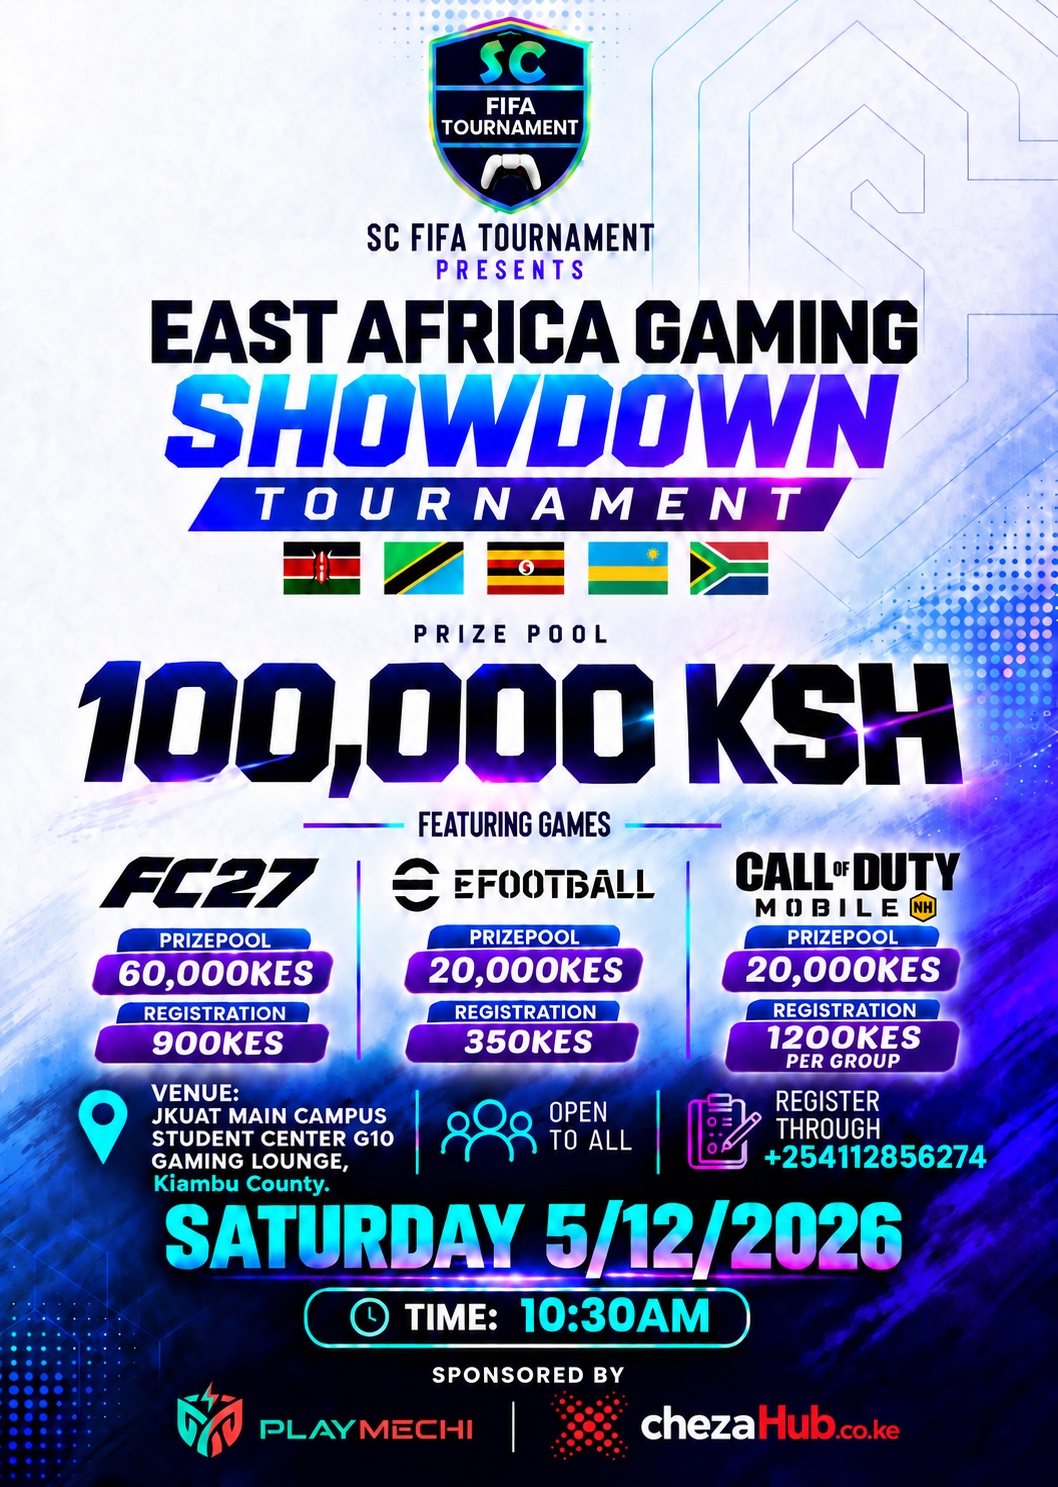 SC
FIFA
TOURNAMENT
SC FIFA TOURNAMENT
PRESENTS
EAST AFRICA GAMING
SHOWDOWN
TOURNAMENT
PRIZE POOL
100,000 KSH
FEATURING GAMES
FC27
EFOOTBALL
CALL OF DUTY
MOBILE NH
PRIZEPOOL
60,000KES
REGISTRATION
900KES
PRIZEPOOL
20,000KES
REGISTRATION
350KES
PRIZEPOOL
20,000KES
REGISTRATION
1200KES
PER GROUP
VENUE:
JKUAT MAIN CAMPUS
STUDENT CENTER G10
GAMING LOUNGE,
Kiambu County.
OPEN
TO ALL
REGISTER
THROUGH
+254112856274
SATURDAY 5/12/2026
TIME: 10:30AM
SPONSORED BY
PLAYMECHI
chezaHub.co.ke